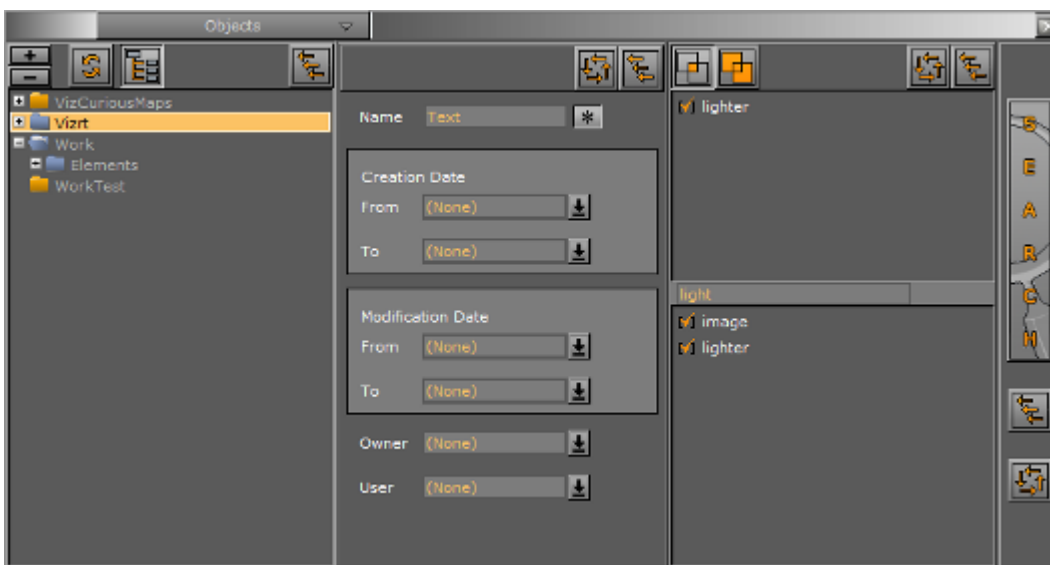 Objects
VizCuriousMaps
Vizrt
Work
Elements
WorkTest
Name Text *
Creation Date
From (None)
To (None)
Modification Date
From (None)
To (None)
Owner (None)
User (None)
lighter
light
image
lighter
S
E
A
R
C
H